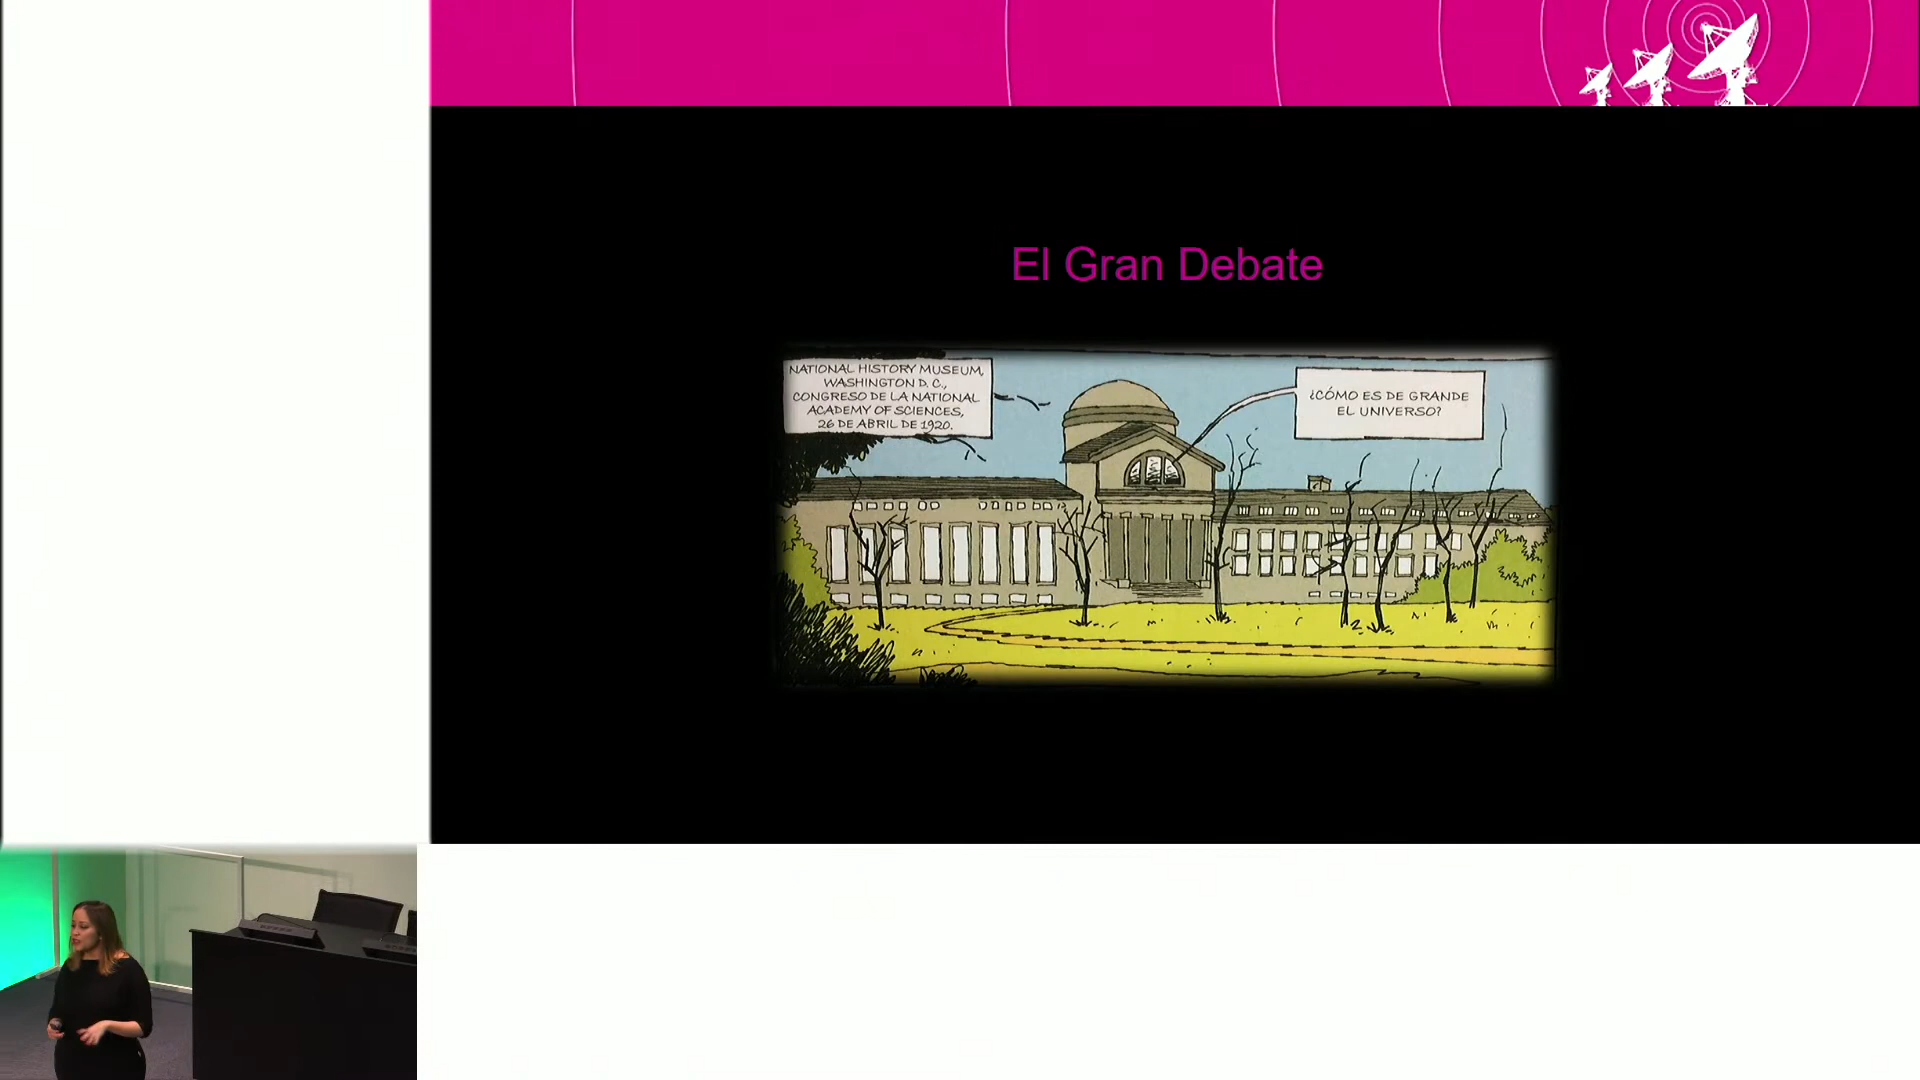 El Gran Debate
NATIONAL HISTORY MUSEUM,
WASHINGTON D. C.,
CONGRESO DE LA NATIONAL
ACADEMY OF SCIENCES,
26 DE ABRIL DE 1920.
¿CÓMO ES DE GRANDE
EL UNIVERSO?